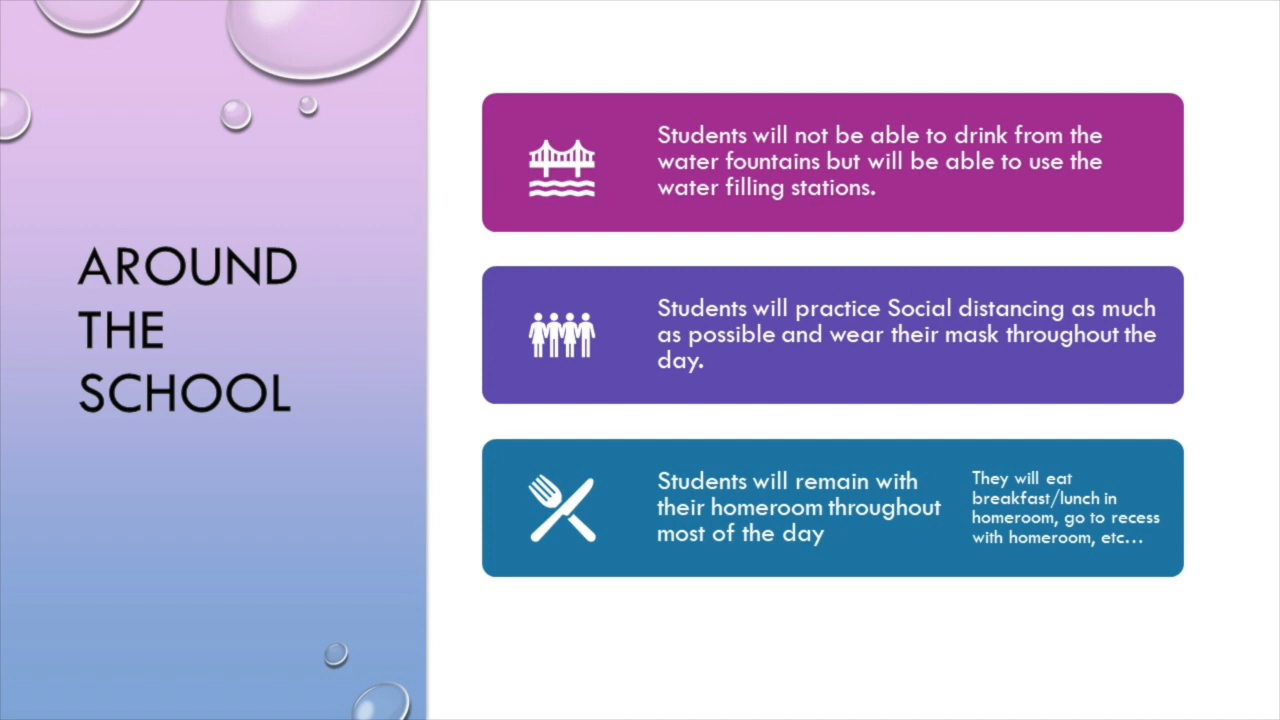 AROUND
THE
SCHOOL
Students will not be able to drink from the
water fountains but will be able to use the
water filling stations.
Students will practice Social distancing as much
as possible and wear their mask throughout the
day.
Students will remain with
their homeroom throughout
most of the day
They will eat
breakfast/lunch in
homeroom, go to recess
with homeroom, etc...